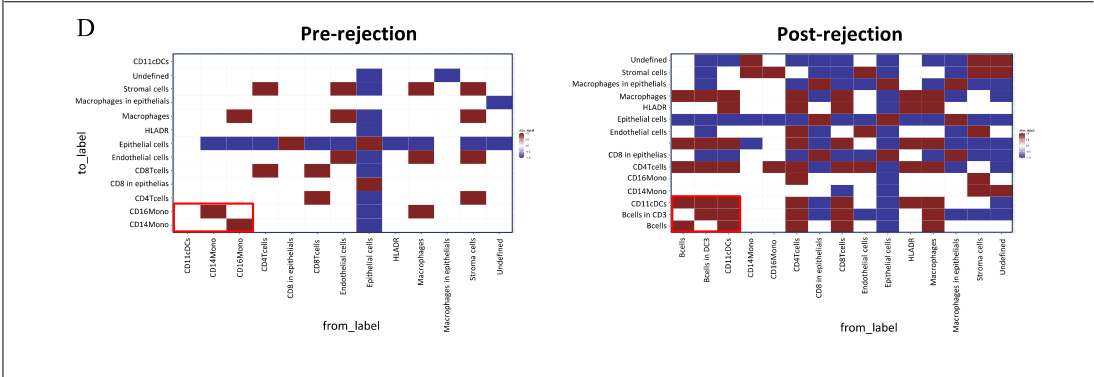 D
Pre-rejection
CD11cDCs
Undefined
Stromal cells
Macrophages in epithelials
Macrophages
HLADR
Epithelial cells
Endothelial cells
CD8Tcells
CD8 in epithelias
CD4Tcells
CD16Mono
CD14Mono
to_label
CD11cDCs
CD14Mono
CD16Mono
CD4Tcells
CD8 in epithelials
CD8Tcells
Endothelial cells
Epithelial cells
HLADR
Macrophages
Macrophages in epithelials
Stroma cells
Undefined
from_label
Post-rejection
Undefined
Stromal cells
Macrophages in epithelials
Macrophages
HLADR
Epithelial cells
Endothelial cells
CD8 in epithelias
CD4Tcells
CD16Mono
CD14Mono
CD11cDCs
Bcells in CD3
Bcells
Bcells
Bcells in DC3
CD11cDCs
CD14Mono
CD16Mono
CD4Tcells
CD8 in epithelials
CD8Tcells
Endothelial cells
Epithelial cells
HLADR
Macrophages
Macrophages in epithelials
Stroma cells
Undefined
from_label